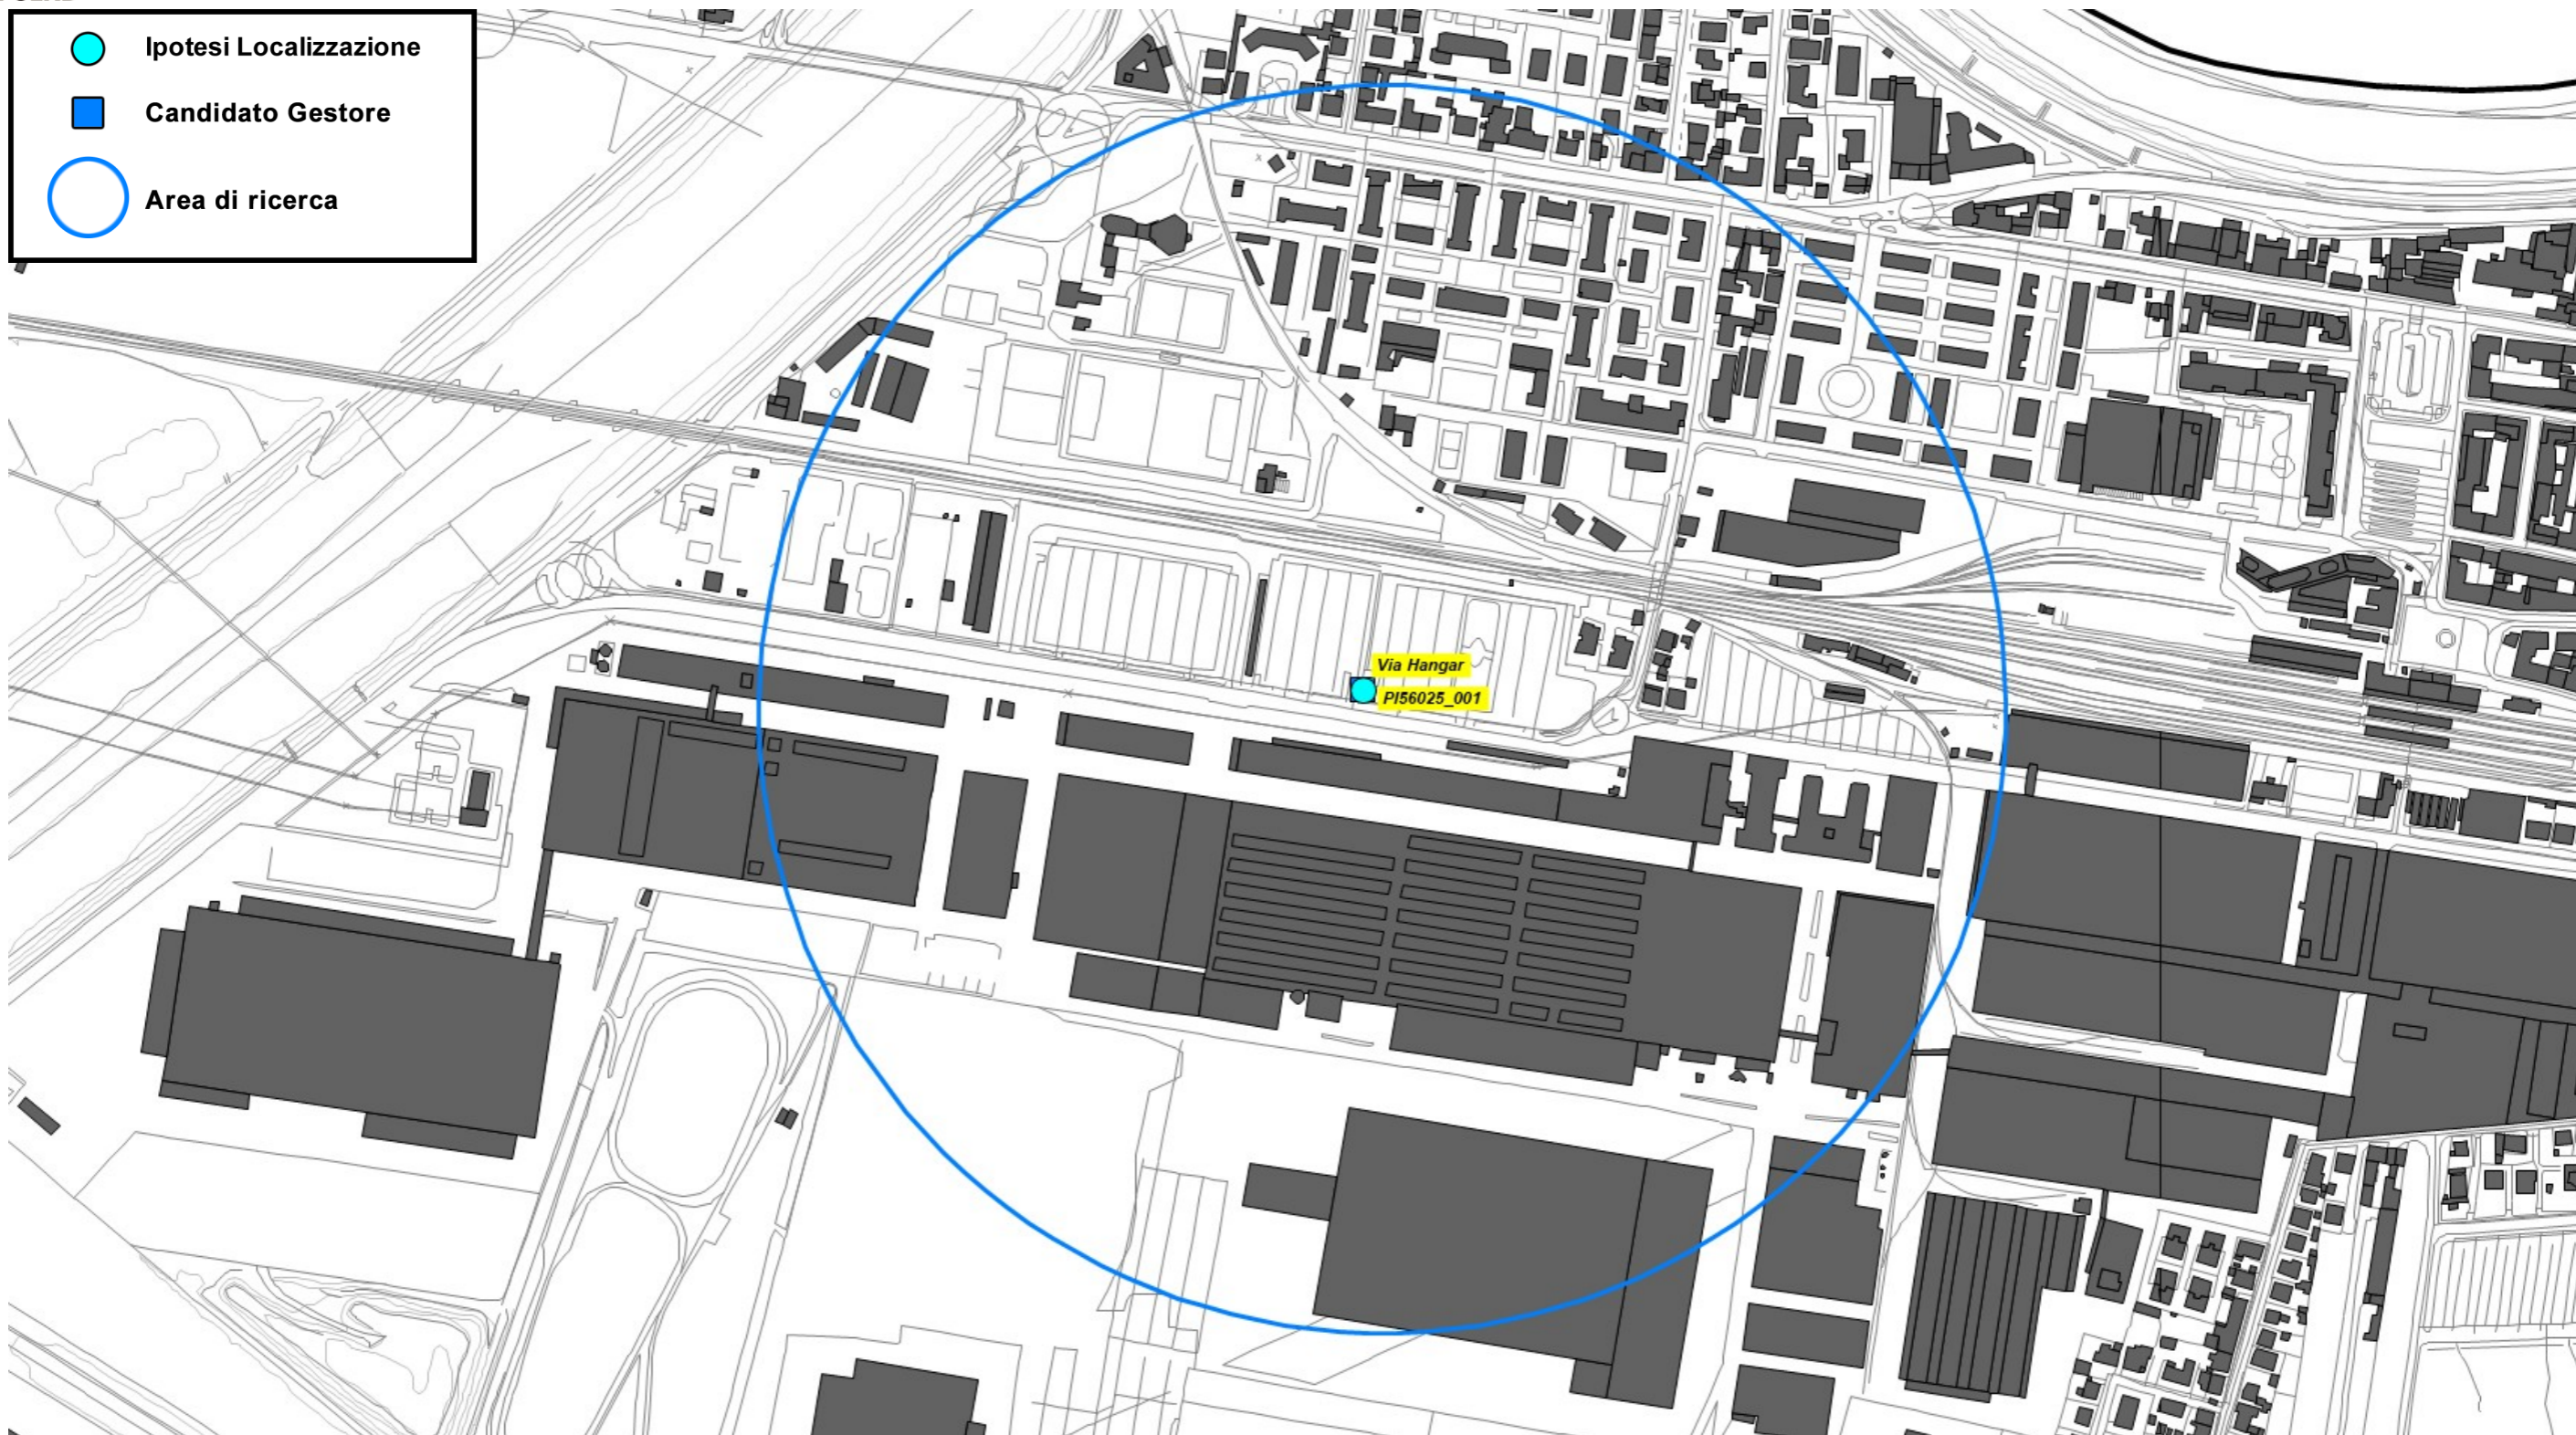 Ipotesi Localizzazione
Candidato Gestore
Area di ricerca
Via Hangar
PI56025_001